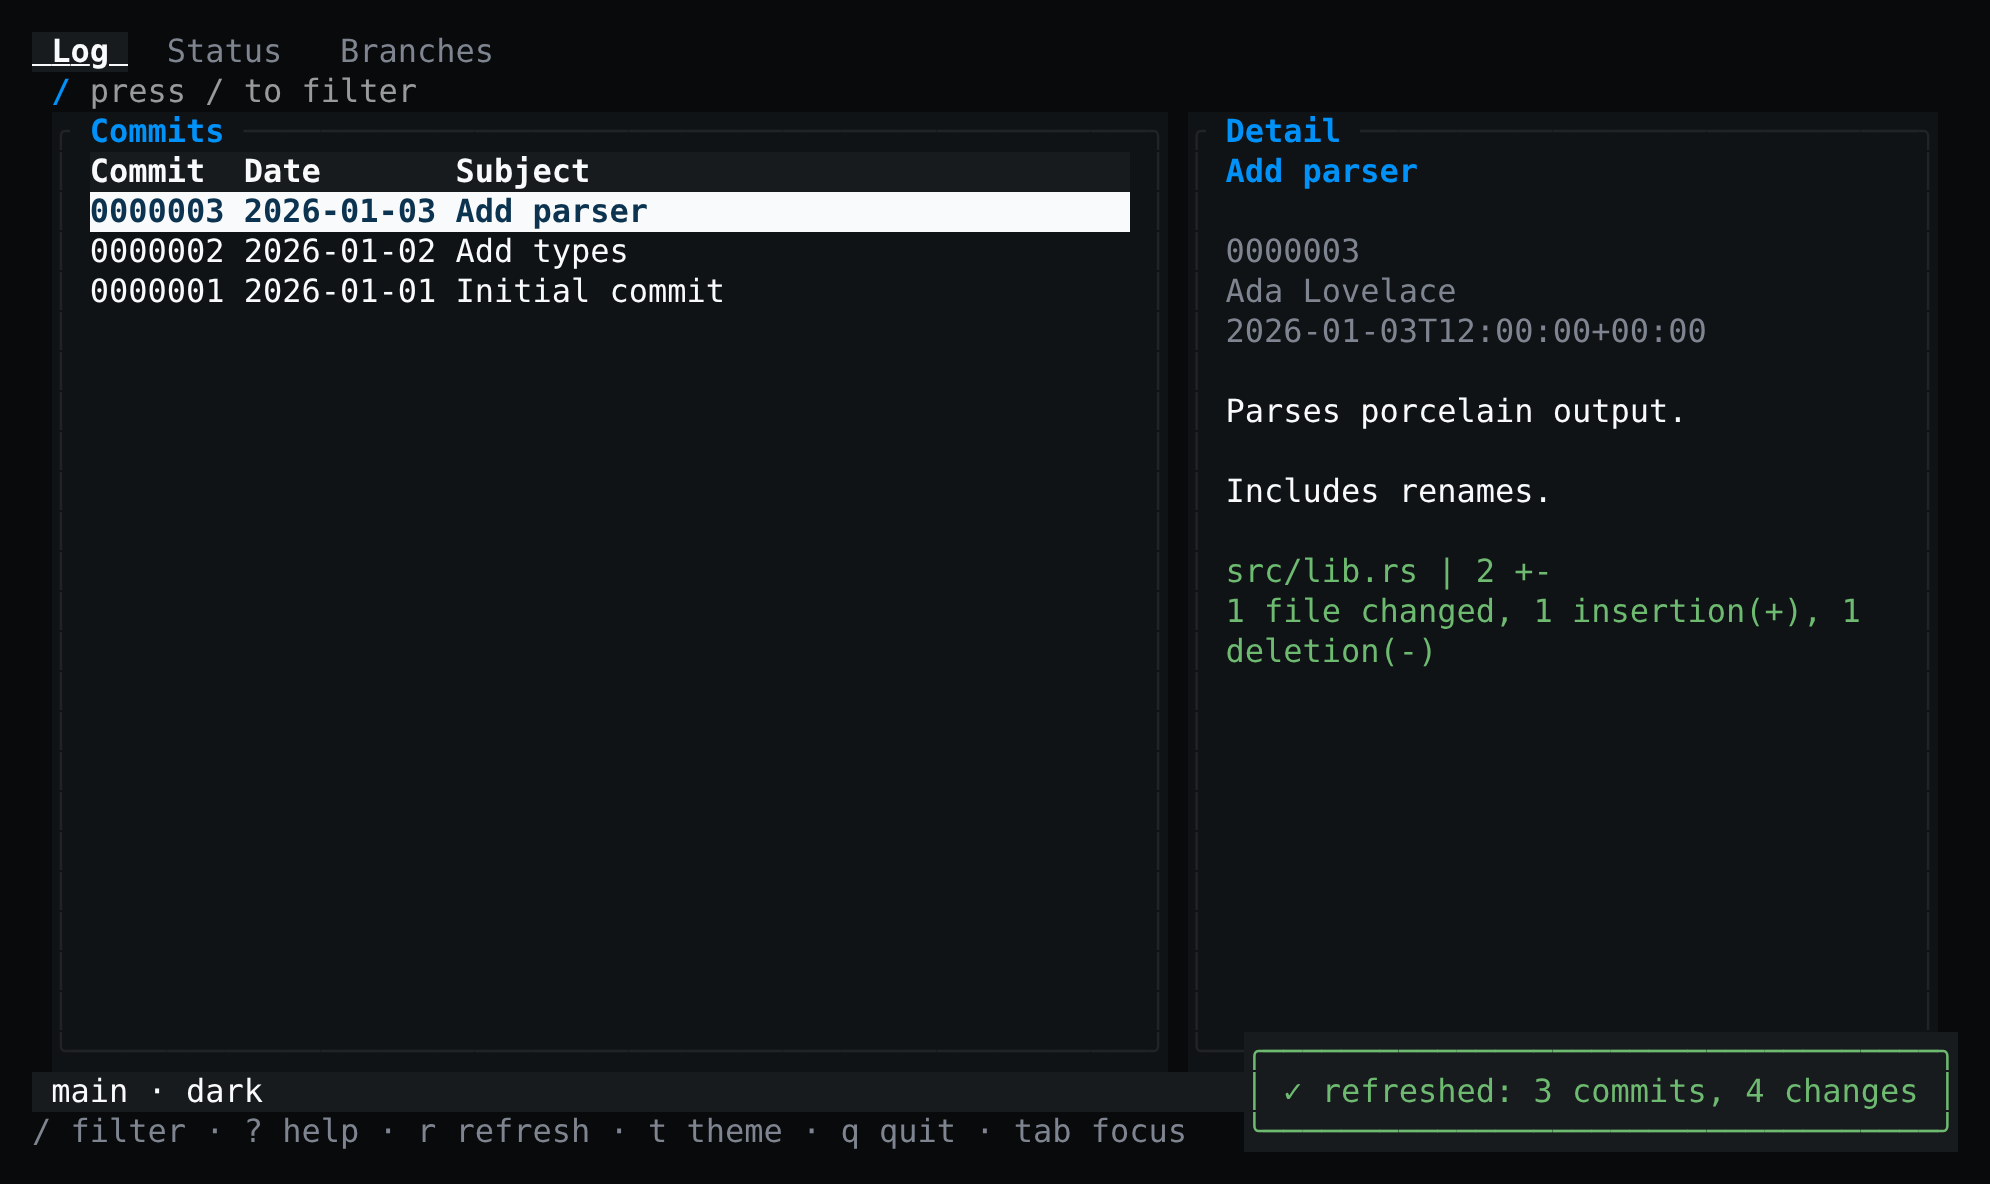 Log Status Branches
/ press / to filter
Commits
Commit Date Subject
0000003 2026-01-03 Add parser
0000002 2026-01-02 Add types
0000001 2026-01-01 Initial commit
Detail
Add parser
0000003
Ada Lovelace
2026-01-03T12:00:00+00:00
Parses porcelain output.
Includes renames.
src/lib.rs | 2 +-
1 file changed, 1 insertion(+), 1
deletion(-)
main · dark
✓ refreshed: 3 commits, 4 changes
/ filter · ? help · r refresh · t theme · q quit · tab focus